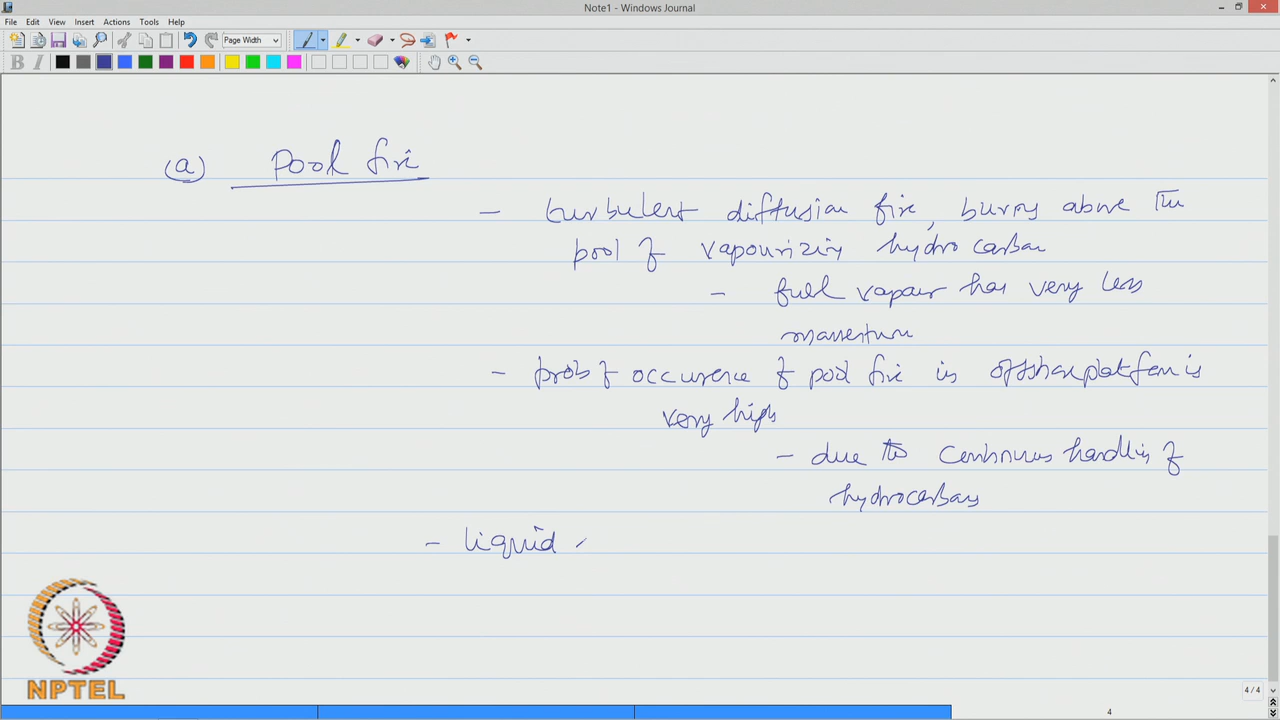 Note1 - Windows Journal
File Edit View Insert Actions Tools Help
Page Width
B I
(a) Pool fire
- turbulent diffusion fire, burns above the
pool of vapourizing hydro carbon
- fuel vapour has very less
momentum
- prob of occurence of pool fire in offshore platform is
very high
- due to continuous handling of
hydrocarbons
- liquid
NPTEL
4 / 4
4